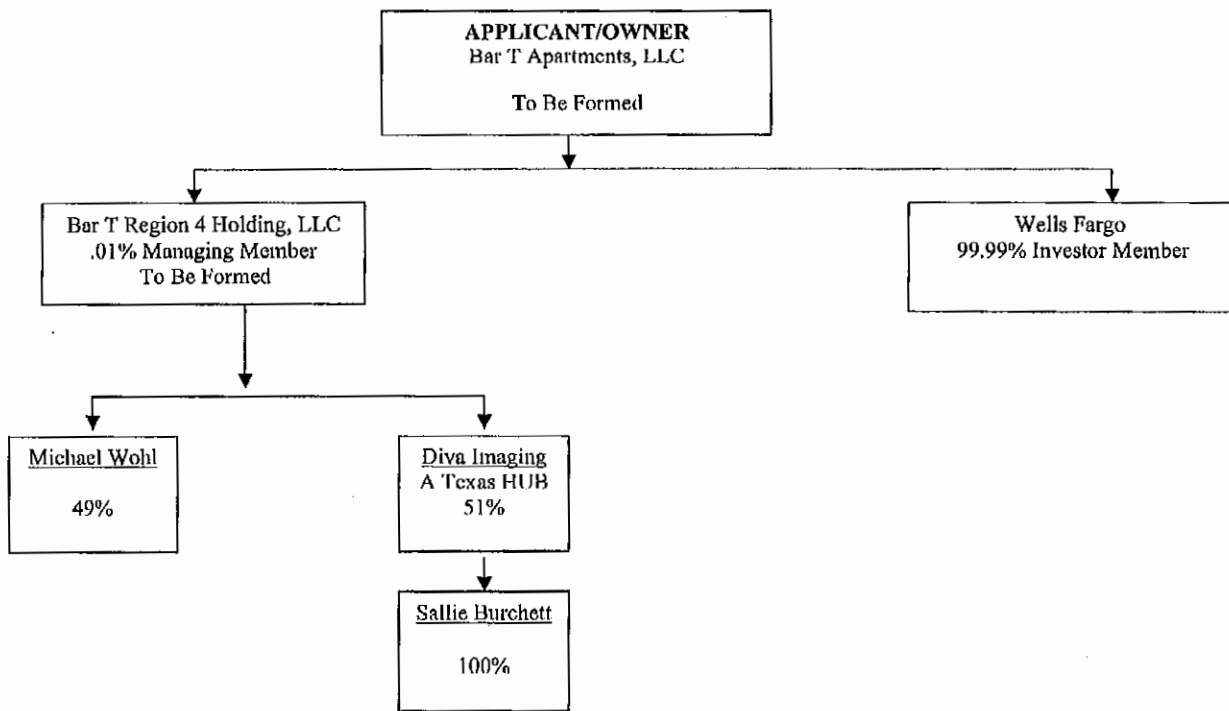 APPLICANT/OWNER
Bar T Apartments, LLC
To Be Formed
Bar T Region 4 Holding, LLC
.01% Managing Member
To Be Formed
Wells Fargo
99.99% Investor Member
Michael Wohl
49%
Diva Imaging
A Texas HUB
51%
Sallie Burchett
100%